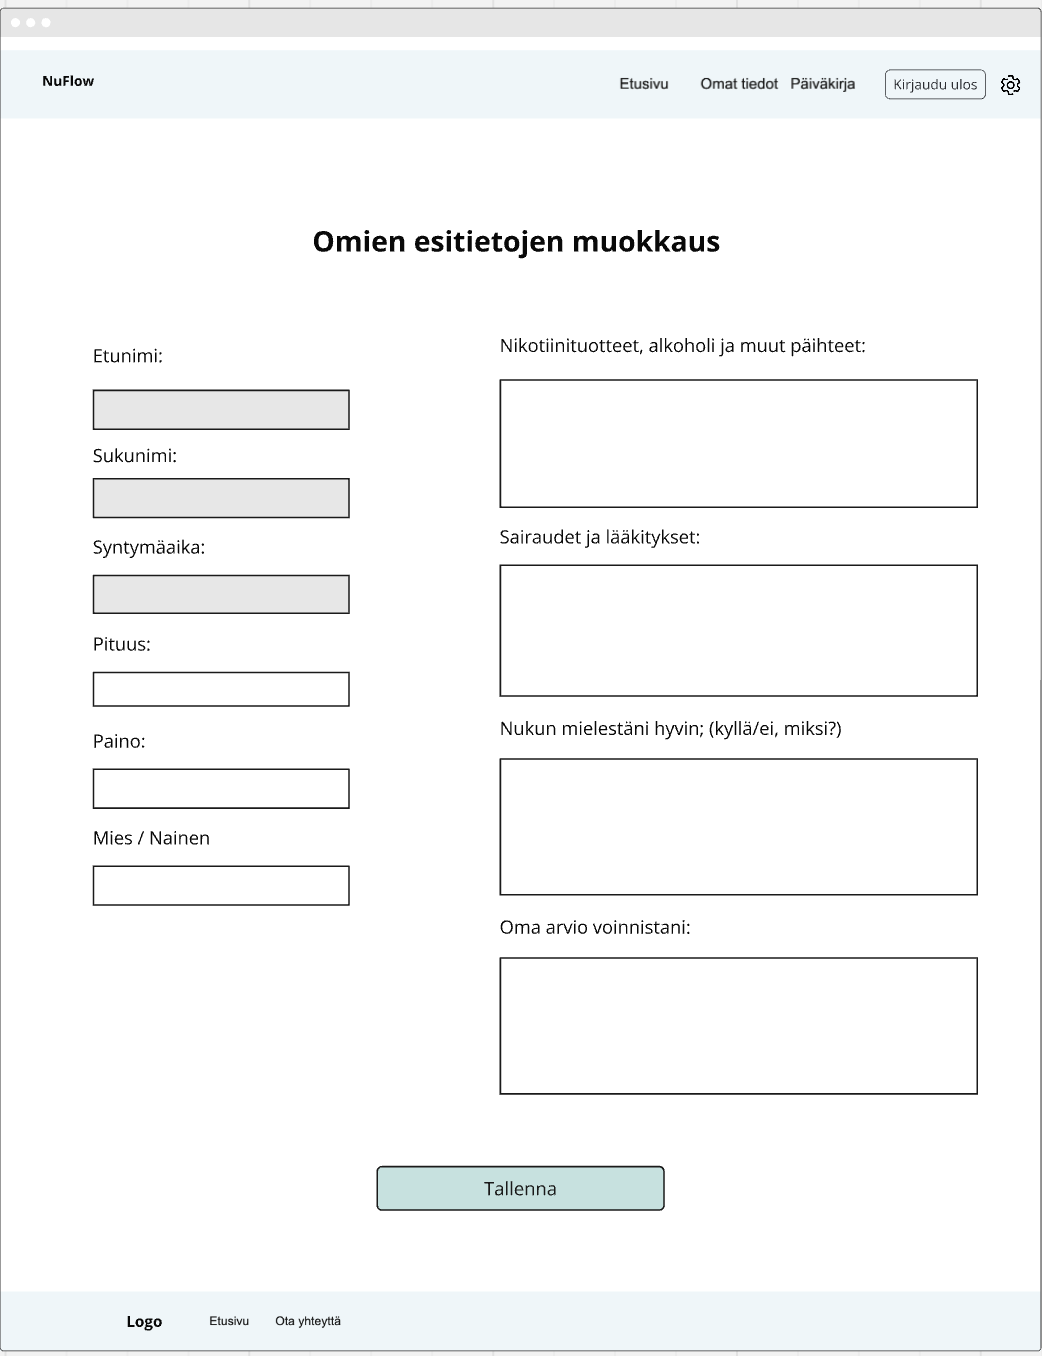 NuFlow
Etusivu Omat tiedot Päiväkirja Kirjaudu ulos
Omien esitietojen muokkaus
Etunimi:
Sukunimi:
Syntymäaika:
Pituus:
Paino:
Mies / Nainen
Nikotiinituotteet, alkoholi ja muut päihteet:
Sairaudet ja lääkitykset:
Nukun mielestäni hyvin; (kyllä/ei, miksi?)
Oma arvio voinnistani:
Tallenna
Logo Etusivu Ota yhteyttä